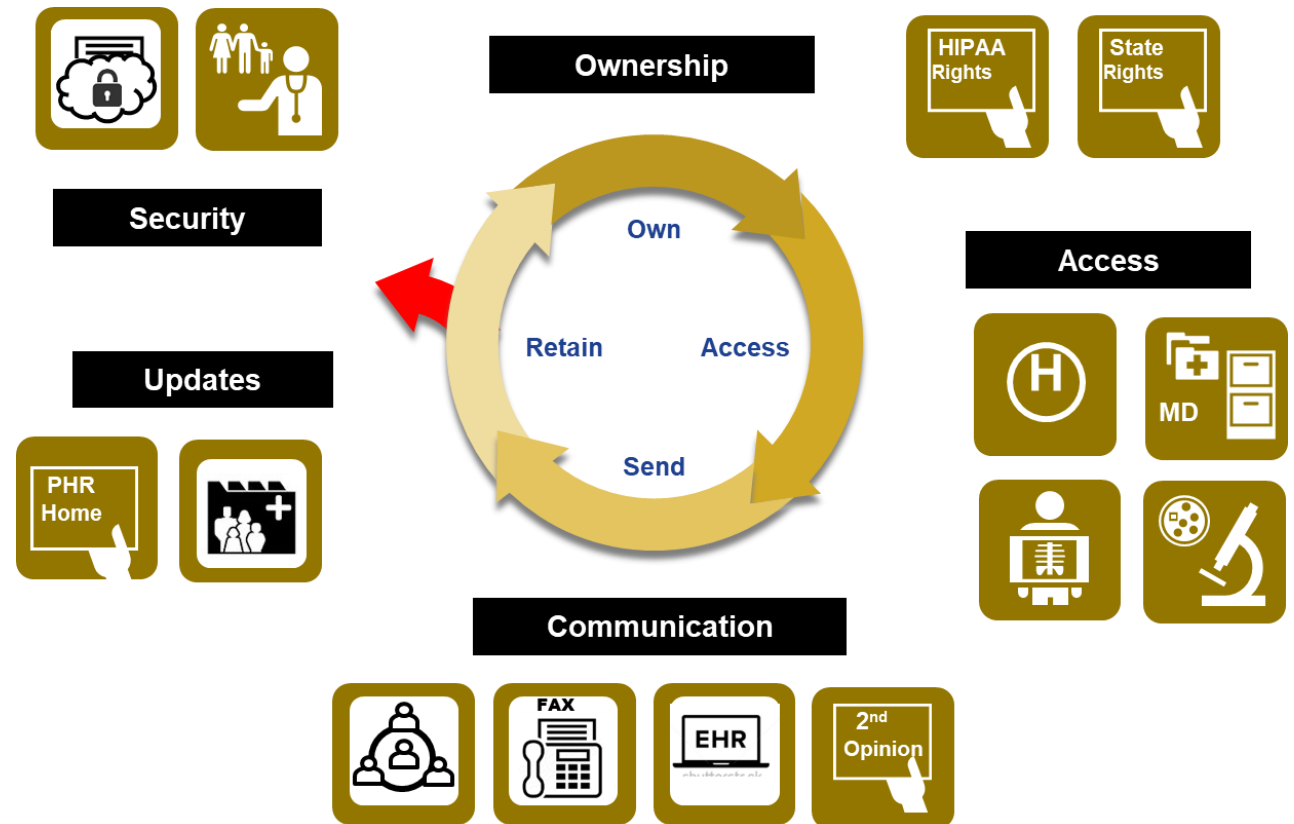 Ownership
HIPAA
Rights
State
Rights
Security
Own
Access
H
MD
Retain
Access
Updates
Send
PHR
Home
Communication
FAX
EHR
2nd
Opinion